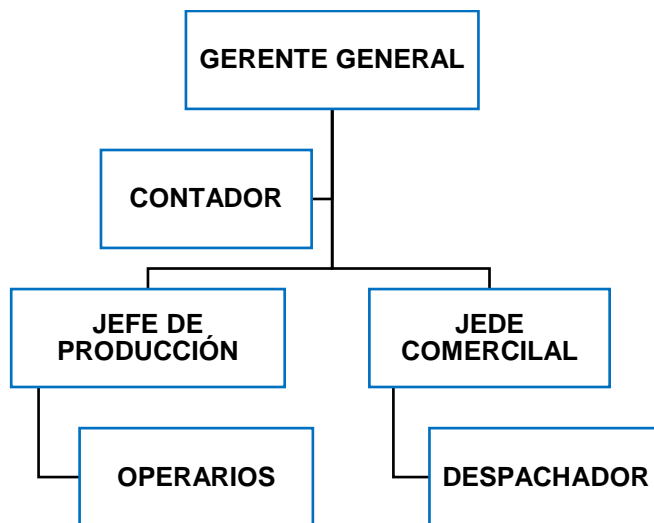 GERENTE GENERAL
CONTADOR
JEFE DE
PRODUCCIÓN
JEDE
COMERCILAL
OPERARIOS
DESPACHADOR